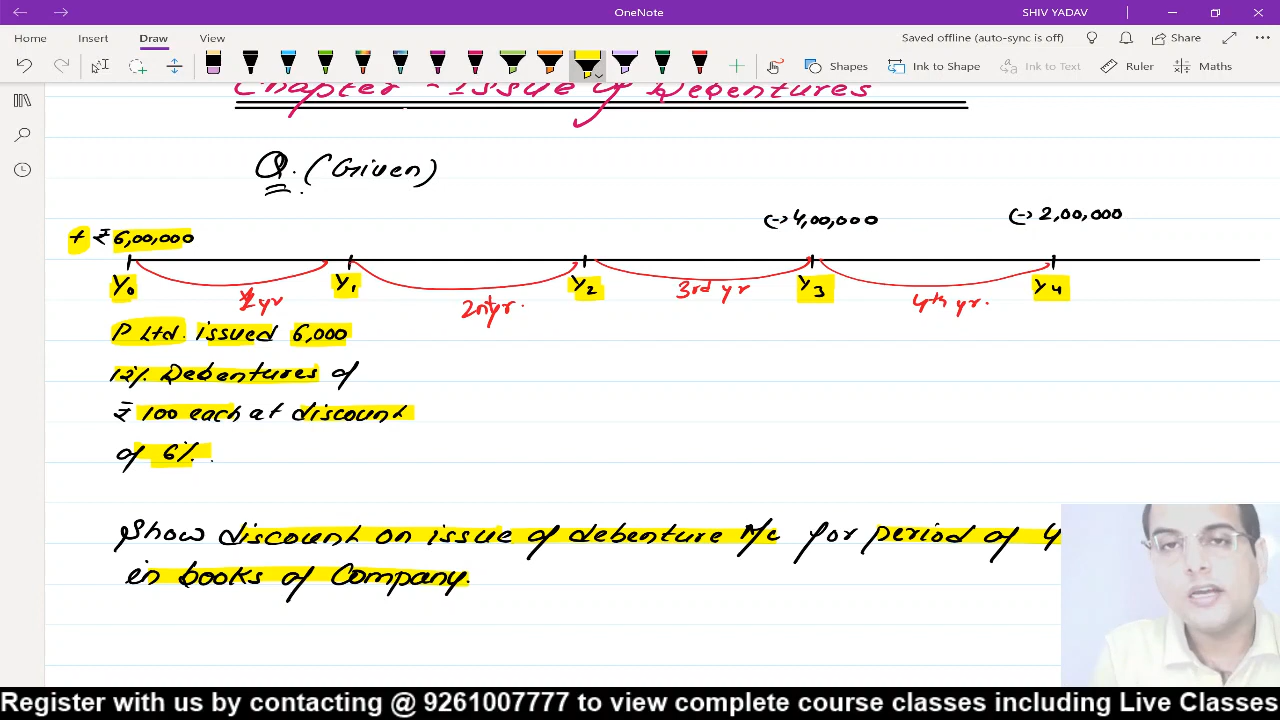 OneNote
SHIV YADAV
Home Insert Draw View
Saved offline (auto-sync is off)
Share
Shapes
Ink to Shape
Ink to Text
Ruler
Maths
Chapter - Issue of Debentures
Q. (Given)
(-) 4,00,000
(-) 2,00,000
+ ₹ 6,00,000
Y0 Y1 Y2 Y3 Y4
yr 3rd yr 4th yr.
P Ltd. issued 6,000
12% Debentures of
₹ 100 each at discount
of 6%.
Show discount on issue of debenture A/c for period of 4
in books of Company.
Register with us by contacting @ 9261007777 to view complete course classes including Live Classes